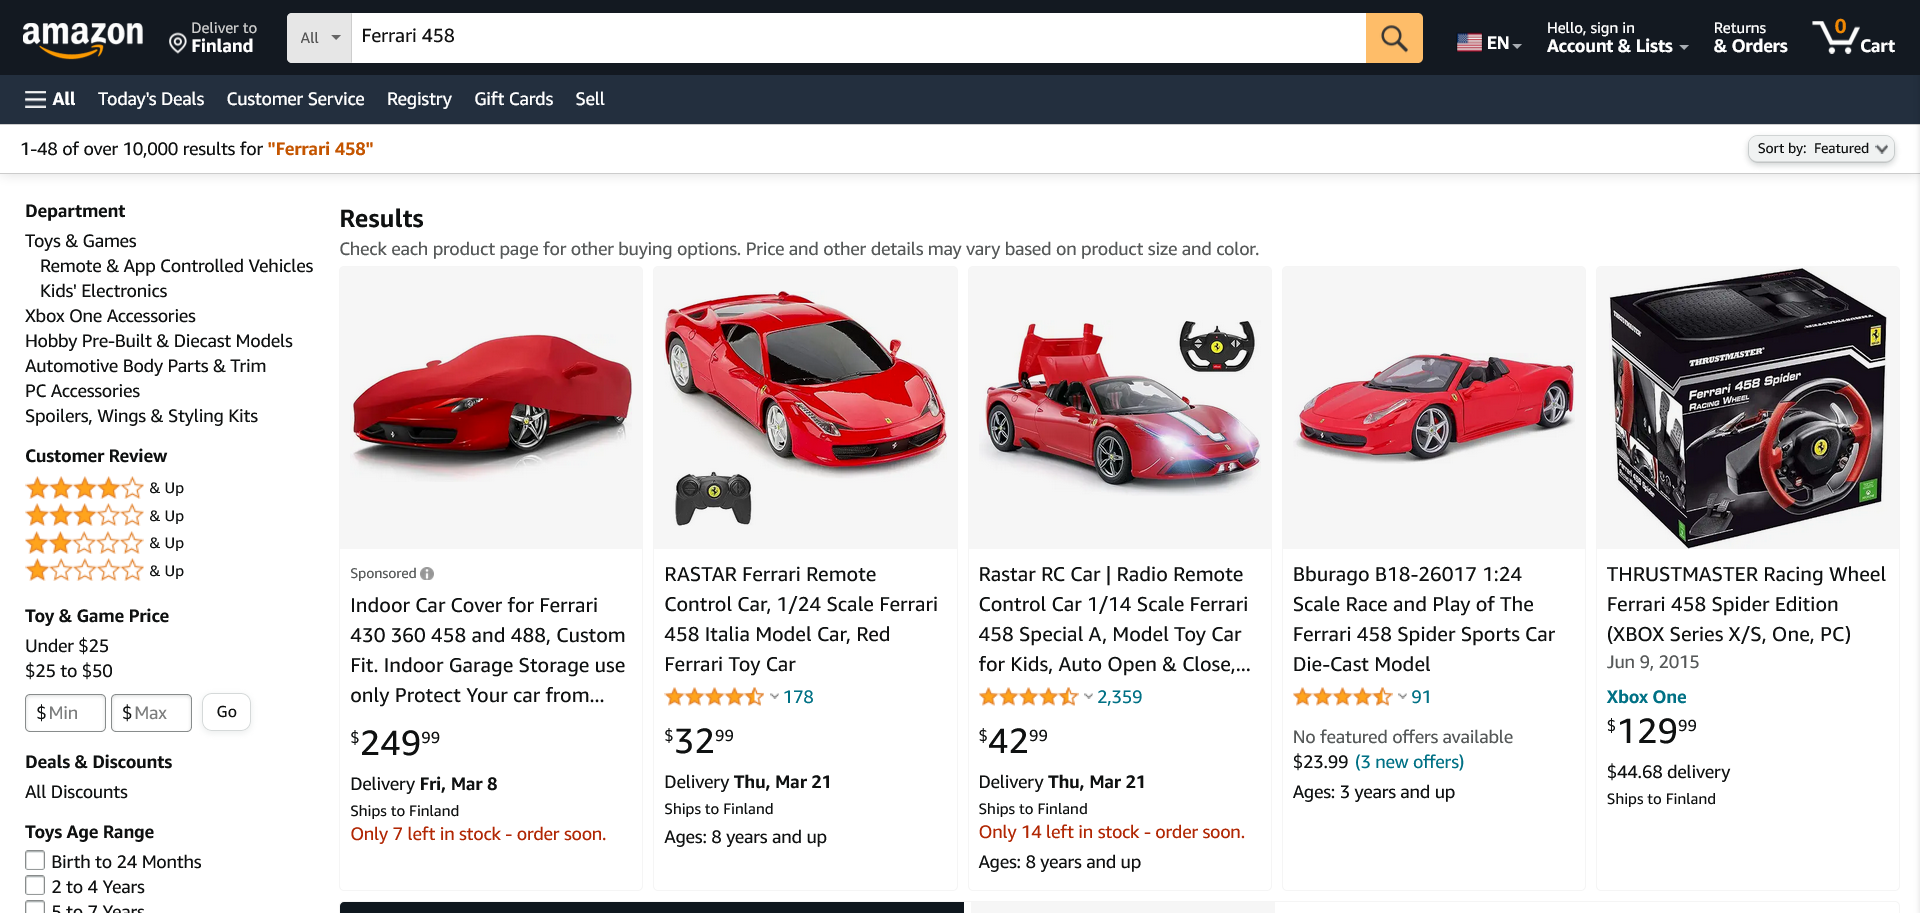 amazon
Deliver to
Finland
All
Ferrari 458
EN
Hello, sign in
Account & Lists
Returns
& Orders
0
Cart
All
Today's Deals
Customer Service
Registry
Gift Cards
Sell
1-48 of over 10,000 results for "Ferrari 458"
Sort by: Featured
Department
Toys & Games
Remote & App Controlled Vehicles
Kids' Electronics
Xbox One Accessories
Hobby Pre-Built & Diecast Models
Automotive Body Parts & Trim
PC Accessories
Spoilers, Wings & Styling Kits
Customer Review
& Up
& Up
& Up
& Up
Toy & Game Price
Under $25
$25 to $50
$ Min
$ Max
Go
Deals & Discounts
All Discounts
Toys Age Range
Birth to 24 Months
2 to 4 Years
5 to 7 Years
Results
Check each product page for other buying options. Price and other details may vary based on product size and color.
Sponsored
Indoor Car Cover for Ferrari
430 360 458 and 488, Custom
Fit. Indoor Garage Storage use
only Protect Your car from...
$249.99
Delivery Fri, Mar 8
Ships to Finland
Only 7 left in stock - order soon.
RASTAR Ferrari Remote
Control Car, 1/24 Scale Ferrari
458 Italia Model Car, Red
Ferrari Toy Car
178
$32.99
Delivery Thu, Mar 21
Ships to Finland
Ages: 8 years and up
Rastar RC Car | Radio Remote
Control Car 1/14 Scale Ferrari
458 Special A, Model Toy Car
for Kids, Auto Open & Close,...
2,359
$42.99
Delivery Thu, Mar 21
Ships to Finland
Only 14 left in stock - order soon.
Ages: 8 years and up
Bburago B18-26017 1:24
Scale Race and Play of The
Ferrari 458 Spider Sports Car
Die-Cast Model
91
No featured offers available
$23.99 (3 new offers)
Ages: 3 years and up
THRUSTMASTER
THRUSTMASTER
THRUSTMASTER
Ferrari 458 Spider
RACING WHEEL
Ferrari 458 Spider
THRUSTMASTER Racing Wheel
Ferrari 458 Spider Edition
(XBOX Series X/S, One, PC)
Jun 9, 2015
Xbox One
$129.99
$44.68 delivery
Ships to Finland